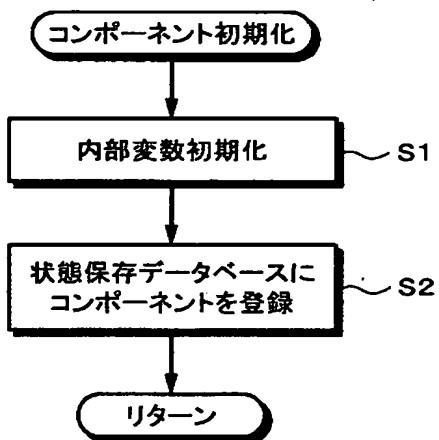 コンポーネント初期化
内部変数初期化
S1
状態保存データベースに
コンポーネントを登録
S2
リターン